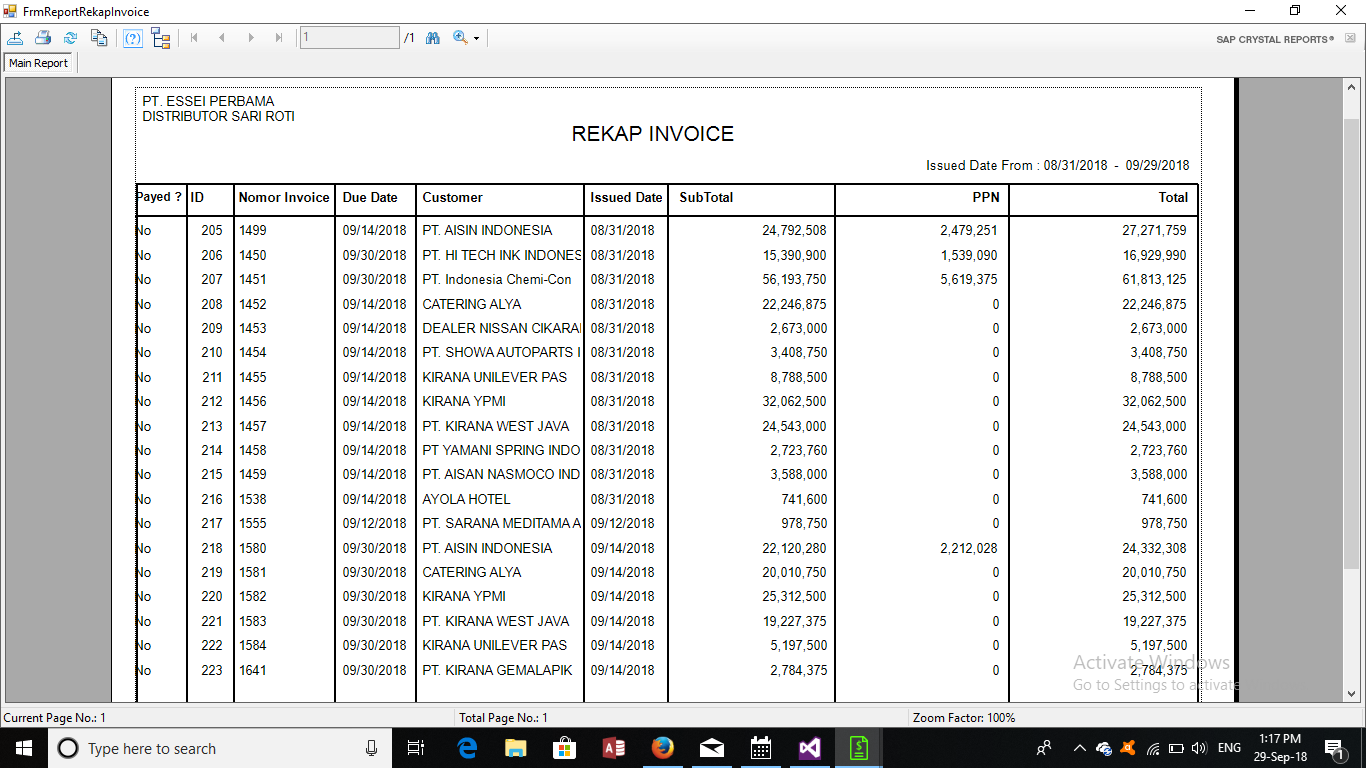 FrmReportRekapInvoice
1 /1 SAP CRYSTAL REPORTS®
Main Report
PT. ESSEI PERBAMA
DISTRIBUTOR SARI ROTI
REKAP INVOICE
Issued Date From : 08/31/2018 - 09/29/2018
Payed ? ID Nomor Invoice Due Date Customer Issued Date SubTotal PPN Total
No 205 1499 09/14/2018 PT. AISIN INDONESIA 08/31/2018 24,792,508 2,479,251 27,271,759
No 206 1450 09/30/2018 PT. HI TECH INK INDONES 08/31/2018 15,390,900 1,539,090 16,929,990
No 207 1451 09/30/2018 PT. Indonesia Chemi-Con 08/31/2018 56,193,750 5,619,375 61,813,125
No 208 1452 09/14/2018 CATERING ALYA 08/31/2018 22,246,875 0 22,246,875
No 209 1453 09/14/2018 DEALER NISSAN CIKARAI 08/31/2018 2,673,000 0 2,673,000
No 210 1454 09/14/2018 PT. SHOWA AUTOPARTS I 08/31/2018 3,408,750 0 3,408,750
No 211 1455 09/14/2018 KIRANA UNILEVER PAS 08/31/2018 8,788,500 0 8,788,500
No 212 1456 09/14/2018 KIRANA YPMI 08/31/2018 32,062,500 0 32,062,500
No 213 1457 09/14/2018 PT. KIRANA WEST JAVA 08/31/2018 24,543,000 0 24,543,000
No 214 1458 09/14/2018 PT YAMANI SPRING INDO 08/31/2018 2,723,760 0 2,723,760
No 215 1459 09/14/2018 PT. AISAN NASMOCO IND 08/31/2018 3,588,000 0 3,588,000
No 216 1538 09/14/2018 AYOLA HOTEL 08/31/2018 741,600 0 741,600
No 217 1555 09/12/2018 PT. SARANA MEDITAMA A 09/12/2018 978,750 0 978,750
No 218 1580 09/30/2018 PT. AISIN INDONESIA 09/14/2018 22,120,280 2,212,028 24,332,308
No 219 1581 09/30/2018 CATERING ALYA 09/14/2018 20,010,750 0 20,010,750
No 220 1582 09/30/2018 KIRANA YPMI 09/14/2018 25,312,500 0 25,312,500
No 221 1583 09/30/2018 PT. KIRANA WEST JAVA 09/14/2018 19,227,375 0 19,227,375
No 222 1584 09/30/2018 KIRANA UNILEVER PAS 09/14/2018 5,197,500 0 5,197,500
No 223 1641 09/30/2018 PT. KIRANA GEMALAPIK 09/14/2018 2,784,375 0 2,784,375
Activate Windows
Go to Settings to activate
Current Page No.: 1 Total Page No.: 1 Zoom Factor: 100%
Type here to search ENG 1:17 PM
29-Sep-18 1